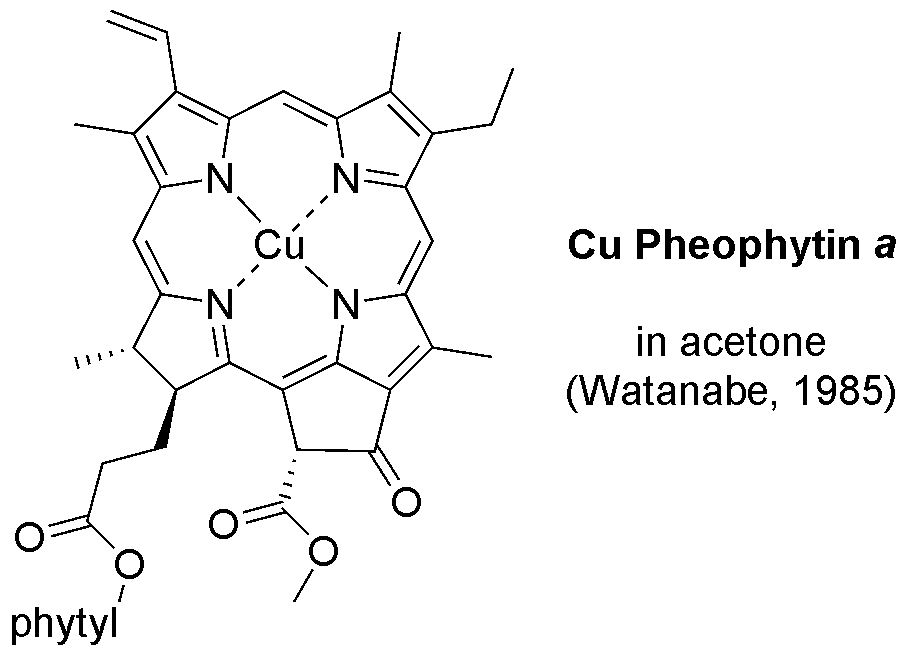 N
N
Cu
Cu Pheophytin a
N
N
in acetone
(Watanabe, 1985)
O
O
O
O
O
phytyl